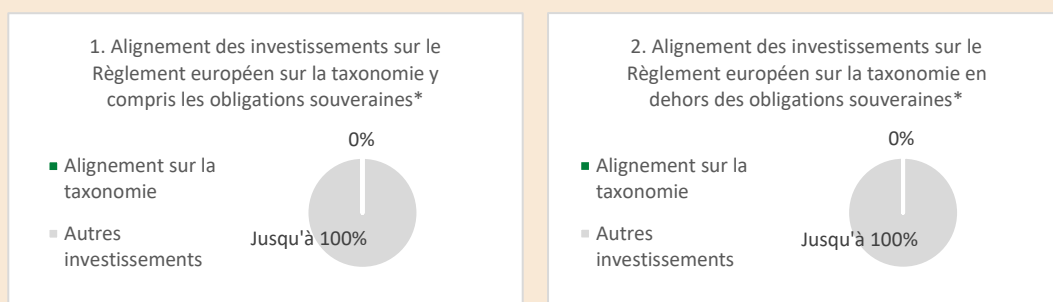 1. Alignement des investissements sur le
Règlement européen sur la taxonomie y
compris les obligations souveraines*
0%
Alignement sur la
taxonomie
Autres
investissements
Jusqu'à 100%
2. Alignement des investissements sur le
Règlement européen sur la taxonomie en
dehors des obligations souveraines*
0%
Alignement sur la
taxonomie
Autres
investissements
Jusqu'à 100%